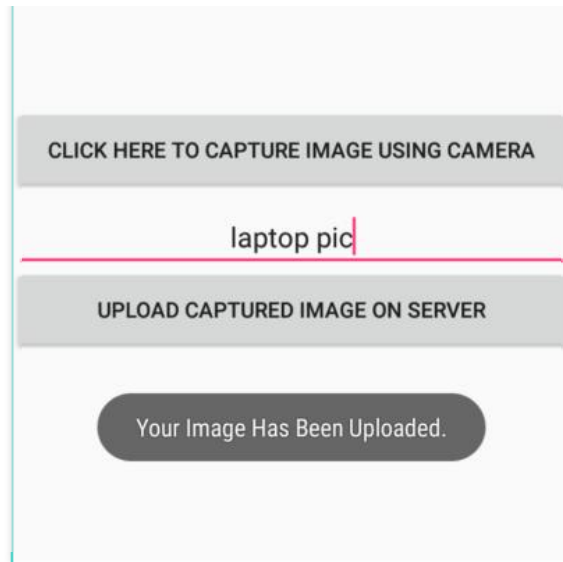 CLICK HERE TO CAPTURE IMAGE USING CAMERA
laptop pic
UPLOAD CAPTURED IMAGE ON SERVER
Your Image Has Been Uploaded.